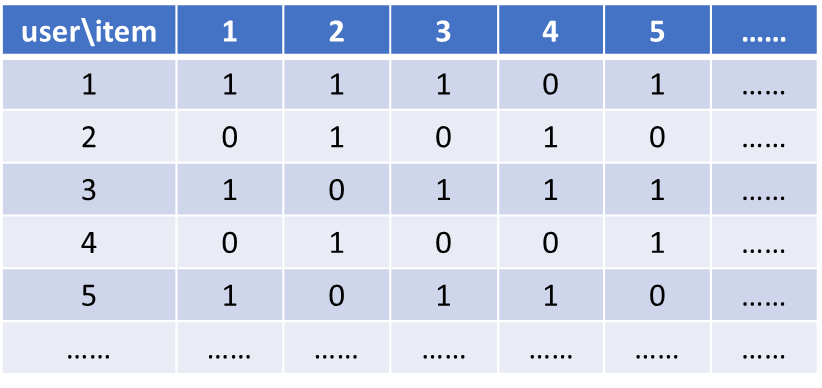 user\item 1 2 3 4 5 ……
1 1 1 1 0 1 ……
2 0 1 0 1 0 ……
3 1 0 1 1 1 ……
4 0 1 0 0 1 ……
5 1 0 1 1 0 ……
…… …… …… …… …… …… ……